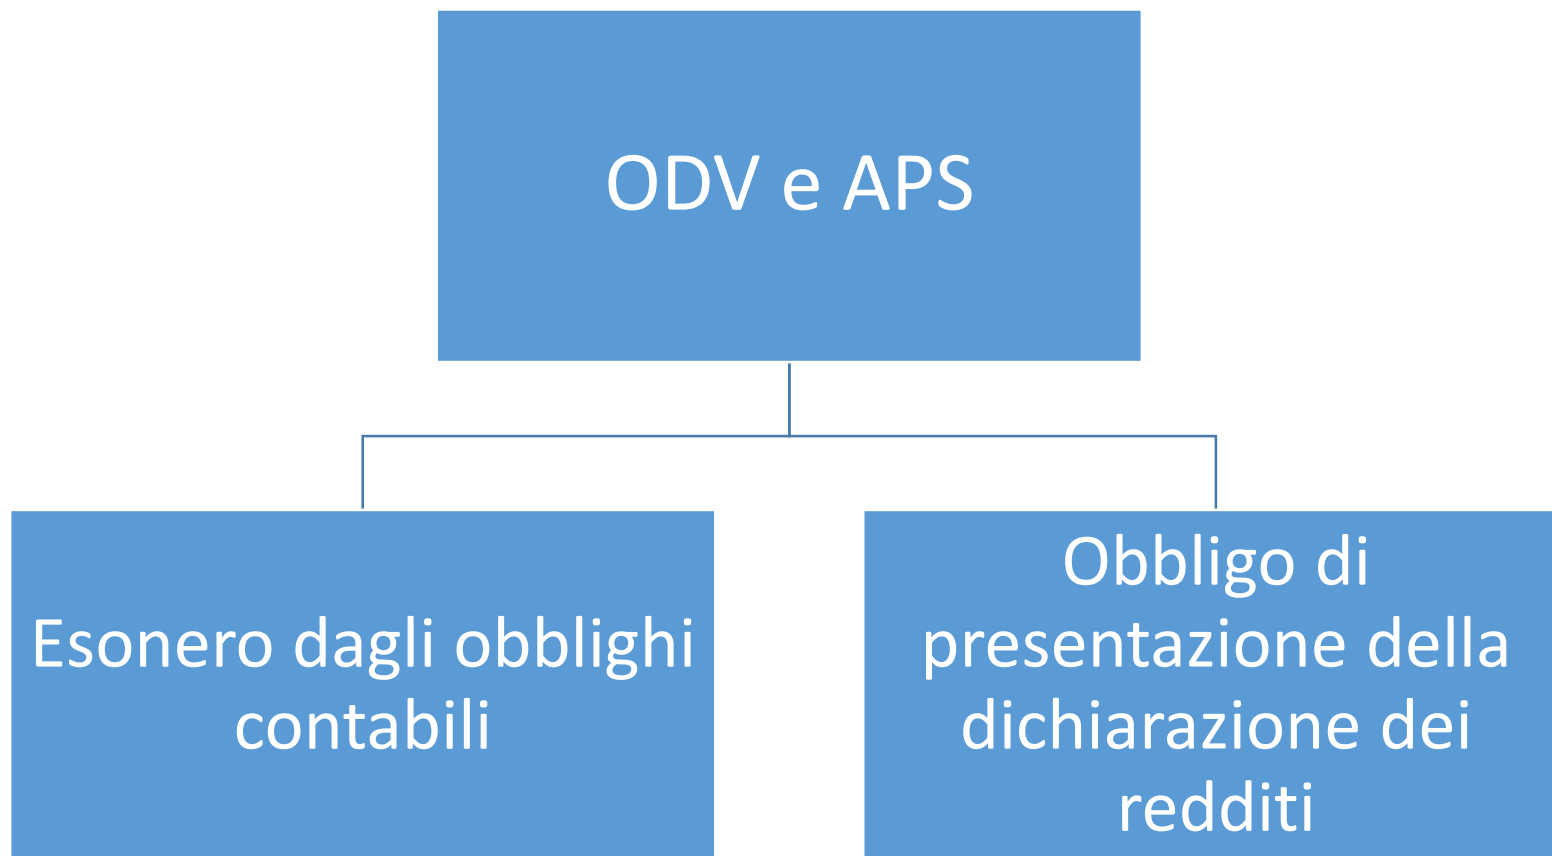 ODV e APS
Esonero dagli obblighi
contabili
Obbligo di
presentazione della
dichiarazione dei
redditi